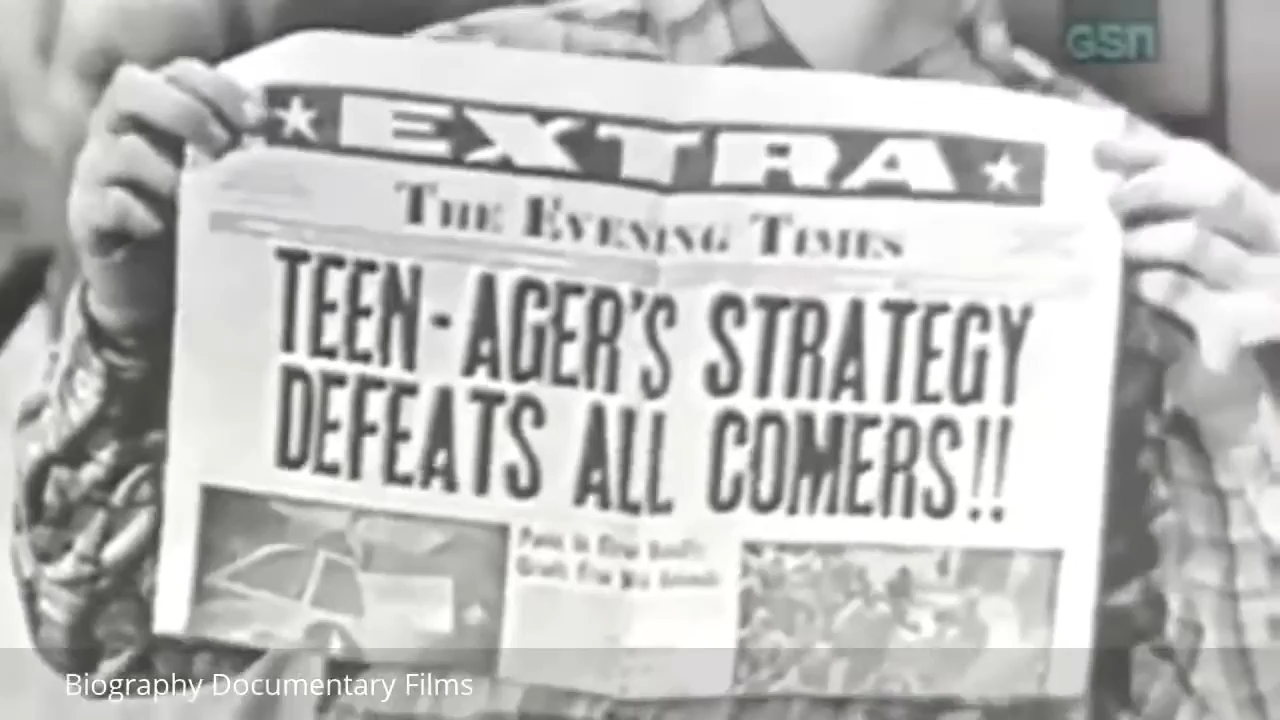 GSN
EXTRA
THE EVENING TIMES
TEEN-AGER'S STRATEGY
DEFEATS ALL COMERS!!
Biography Documentary Films